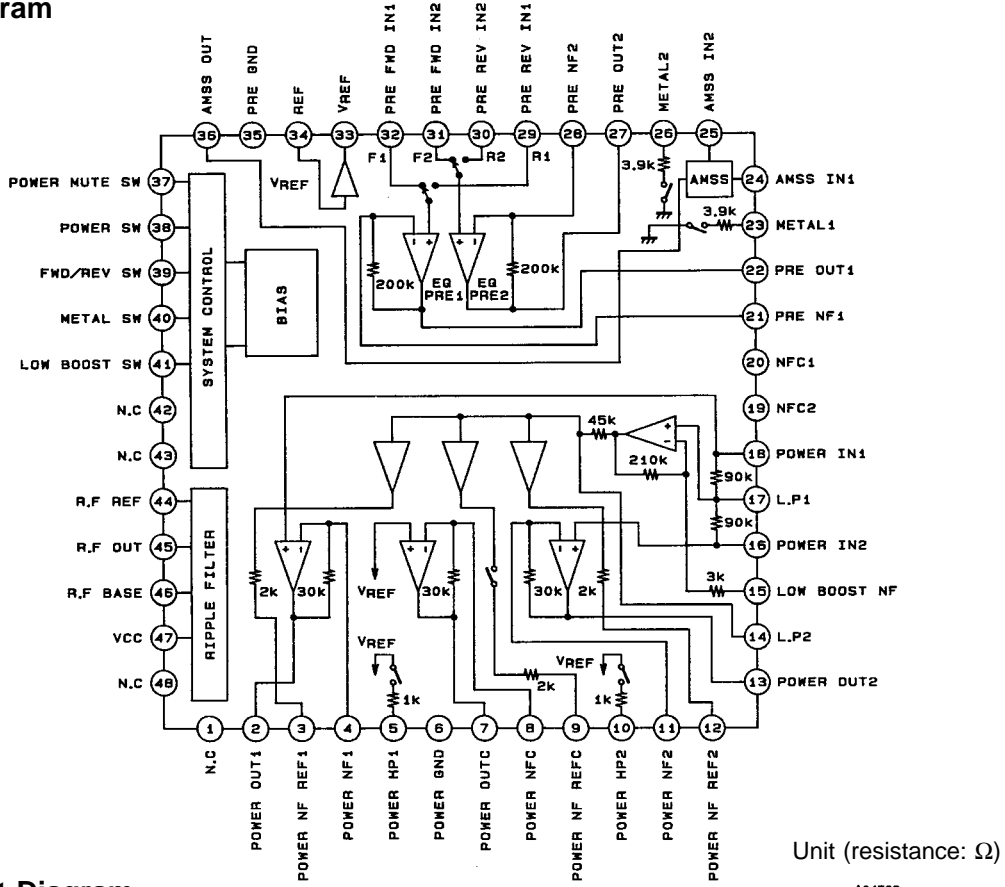 ram
AMSS OUT
PRE GND
REF
VREF
PRE FWD IN1
PRE FWD IN2
PRE REV IN2
PRE REV IN1
PRE NF2
PRE OUT2
METAL2
AMSS IN2
36
35
34
33
32
31
30
29
28
27
26
25
F1
F2
R2
R1
3.9k
VREF
AMSS
24 AMSS IN1
POWER MUTE SW 37
3.9k
POWER SW 38
23 METAL1
FWD/REV SW 39
200k
EQ PRE1
EQ PRE2
200k
22 PRE OUT1
METAL SW 40
21 PRE NF1
LOW BOOST SW 41
20 NFC1
SYSTEM CONTROL
BIAS
N.C 42
19 NFC2
45k
N.C 43
18 POWER IN1
210k
90k
R.F REF 44
17 L.P1
90k
R.F OUT 45
16 POWER IN2
R.F BASE 46
2k
30k
VREF
30k
30k
2k
3k
15 LOW BOOST NF
RIPPLE FILTER
VCC 47
14 L.P2
VREF
VREF
N.C 48
1k
2k
1k
13 POWER OUT2
1
2
3
4
5
6
7
8
9
10
11
12
N.C
POWER OUT1
POWER NF REF1
POWER NF1
POWER HP1
POWER GND
POWER OUTC
POWER NFC
POWER NF REFC
POWER HP2
POWER NF2
POWER NF REF2
Unit (resistance: Ω)